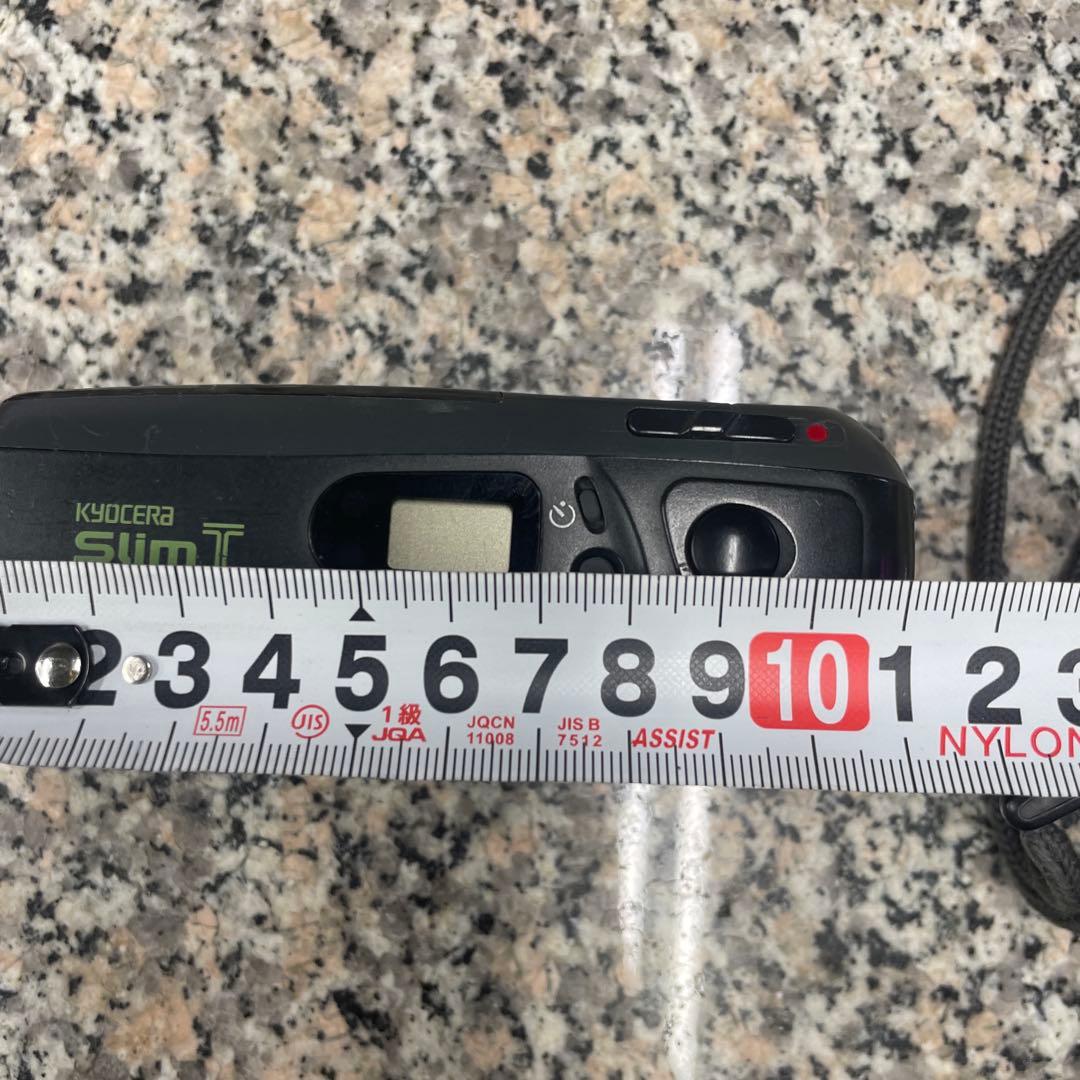 KYOCERA
Slim T
2 3 4 5 6 7 8 9 10 1 2 3
5.5m JIS 1級 JQA JQCN 11008 JIS B 7512 ASSIST NYLON